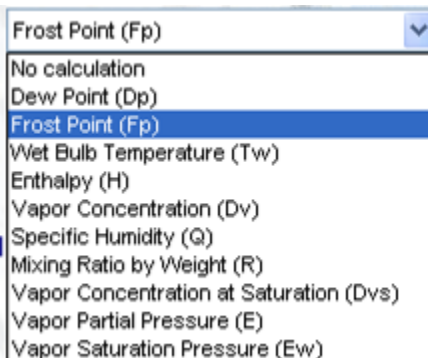 Frost Point (Fp)
No calculation
Dew Point (Dp)
Frost Point (Fp)
Wet Bulb Temperature (Tw)
Enthalpy (H)
Vapor Concentration (Dv)
Specific Humidity (Q)
Mixing Ratio by Weight (R)
Vapor Concentration at Saturation (Dvs)
Vapor Partial Pressure (E)
Vapor Saturation Pressure (Ew)